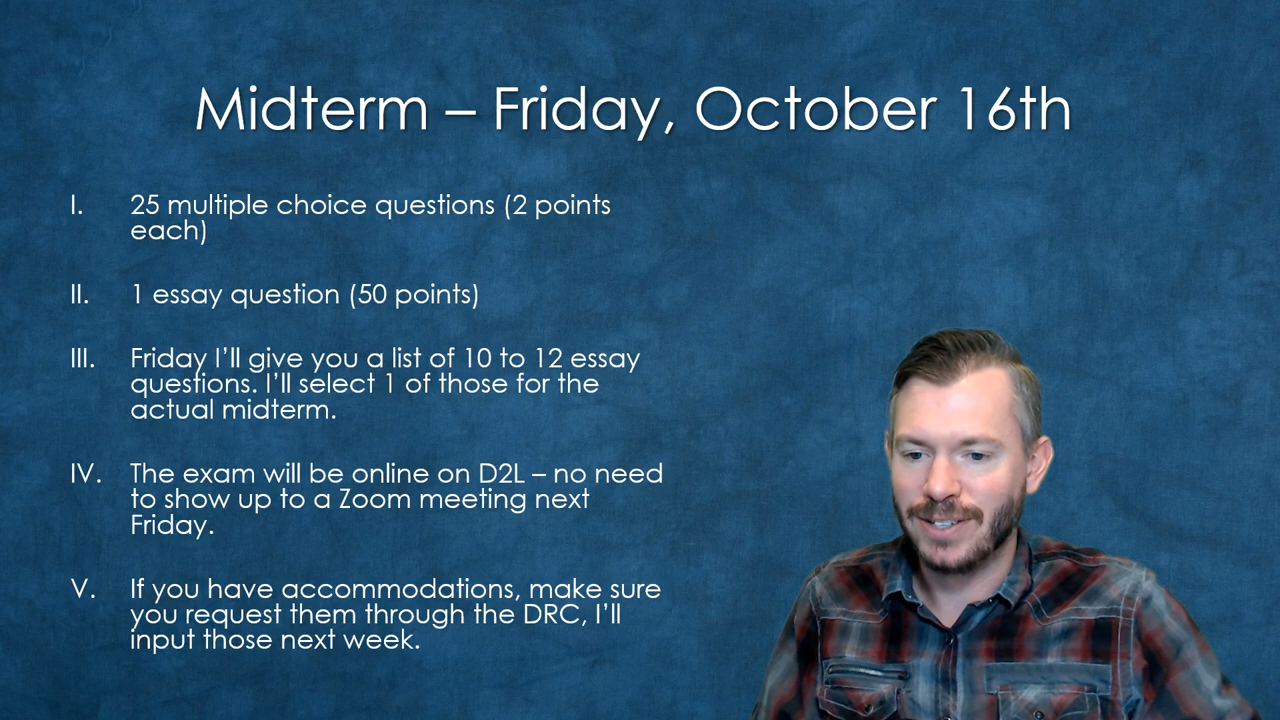 Midterm – Friday, October 16th
I. 25 multiple choice questions (2 points
each)
II. 1 essay question (50 points)
III. Friday I’ll give you a list of 10 to 12 essay
questions. I’ll select 1 of those for the
actual midterm.
IV. The exam will be online on D2L – no need
to show up to a Zoom meeting next
Friday.
V. If you have accommodations, make sure
you request them through the DRC, I’ll
input those next week.